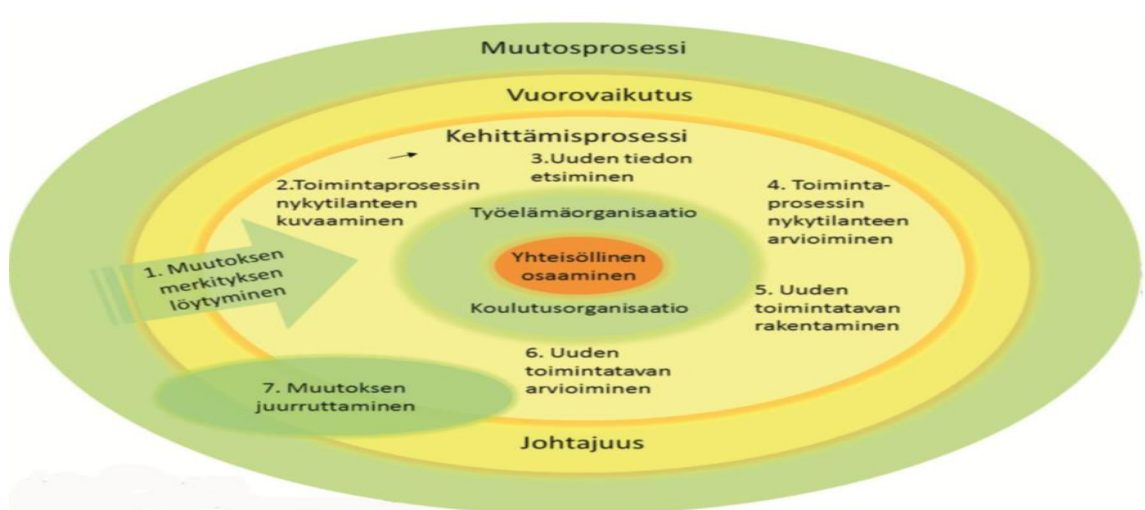 Muutosprosessi
Vuorovaikutus
Kehittämisprosessi
1. Muutoksen
merkityksen
löytyminen
2.Toimintaprosessin
nykytilanteen
kuvaaminen
3.Uuden tiedon
etsiminen
4. Toiminta-
prosessin
nykytilanteen
arvioiminen
Työelämäorganisaatio
Yhteisöllinen
osaaminen
Koulutusorganisaatio
5. Uuden
toimintatavan
rakentaminen
6. Uuden
toimintatavan
arvioiminen
7. Muutoksen
juurruttaminen
Johtajuus